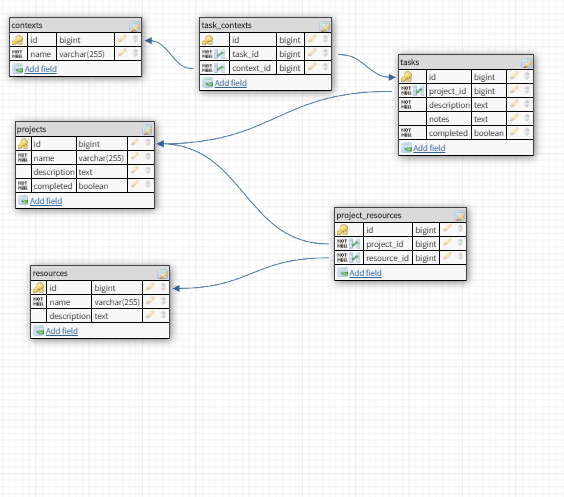 contexts
id bigint
NOT NULL name varchar(255)
Add field
task_contexts
id bigint
NOT NULL task_id bigint
NOT NULL context_id bigint
Add field
tasks
id bigint
NOT NULL project_id bigint
NOT NULL description text
notes text
NOT NULL completed boolean
Add field
projects
id bigint
NOT NULL name varchar(255)
description text
NOT NULL completed boolean
Add field
project_resources
id bigint
NOT NULL project_id bigint
NOT NULL resource_id bigint
Add field
resources
id bigint
NOT NULL name varchar(255)
description text
Add field